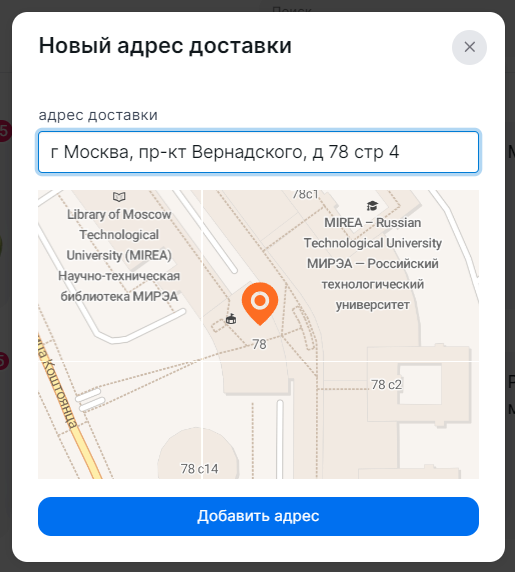 Поиск
Новый адрес доставки
адрес доставки
г Москва, пр-кт Вернадского, д 78 стр 4
78с1
Library of Moscow
Technological
University (MIREA)
Научно-техническая
библиотека МИРЭА
MIREA – Russian
Technological University
МИРЭА – Российский
технологический
университет
78
ца Коштоянца
78 с2
78 с14
Добавить адрес